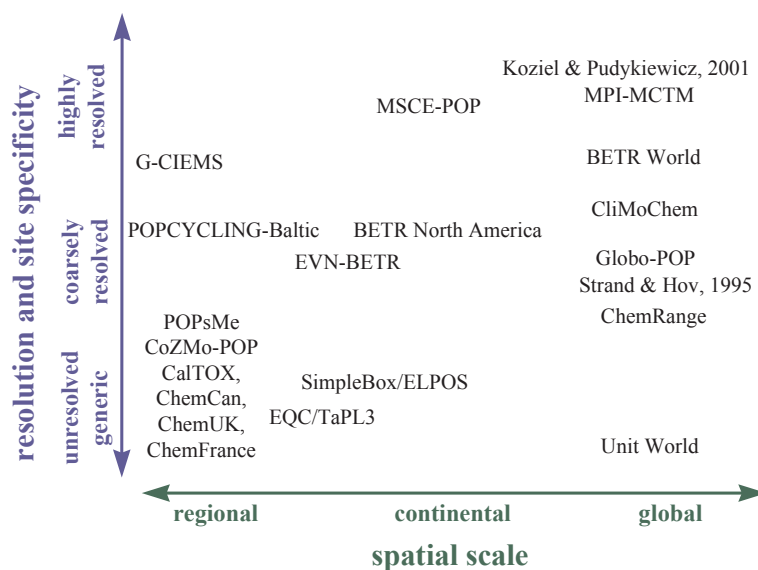 resolution and site specificity
highly
resolved
coarsely
resolved
unresolved
generic
Koziel & Pudykiewicz, 2001
MPI-MCTM
MSCE-POP
G-CIEMS
BETR World
CliMoChem
POPCYCLING-Baltic
BETR North America
EVN-BETR
Globo-POP
Strand & Hov, 1995
ChemRange
POPsMe
CoZMo-POP
CalTOX,
ChemCan,
ChemUK,
ChemFrance
SimpleBox/ELPOS
EQC/TaPL3
Unit World
regional
continental
global
spatial scale